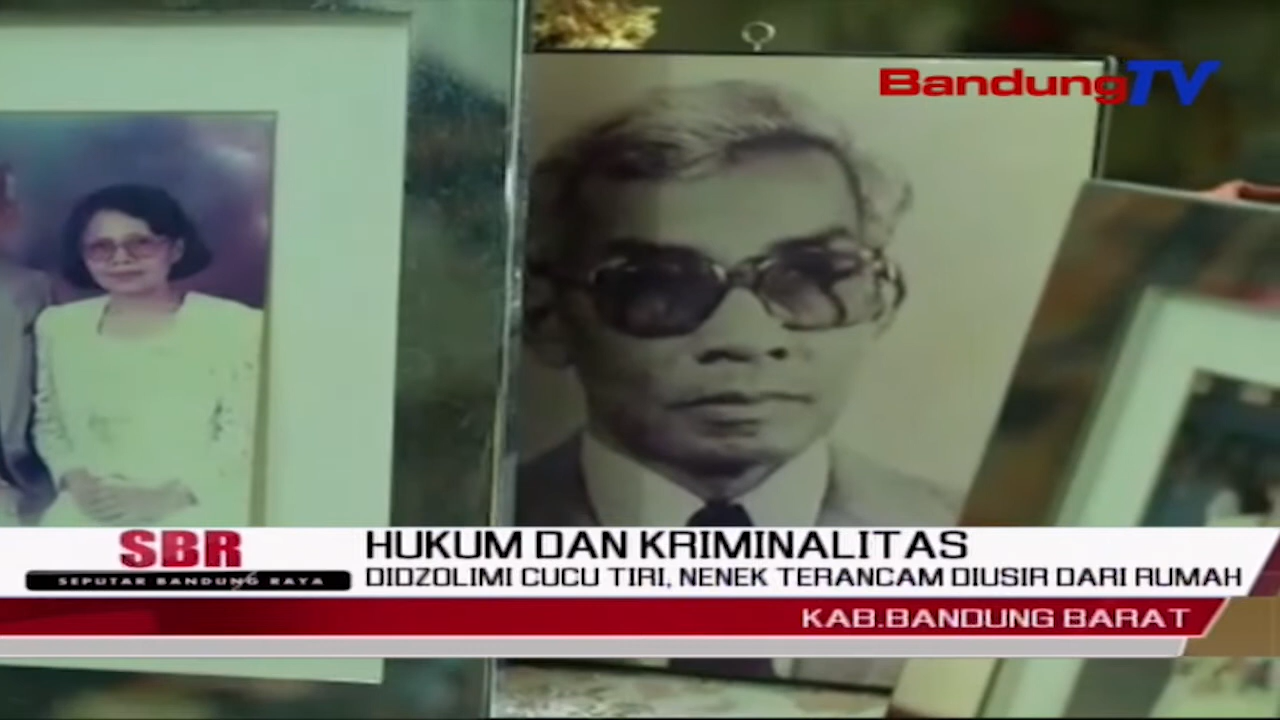 BandungTV
SBR
SEPUTAR BANDUNG RAYA
HUKUM DAN KRIMINALITAS
DIDZOLIMI CUCU TIRI, NENEK TERANCAM DIUSIR DARI RUMAH
KAB.BANDUNG BARAT